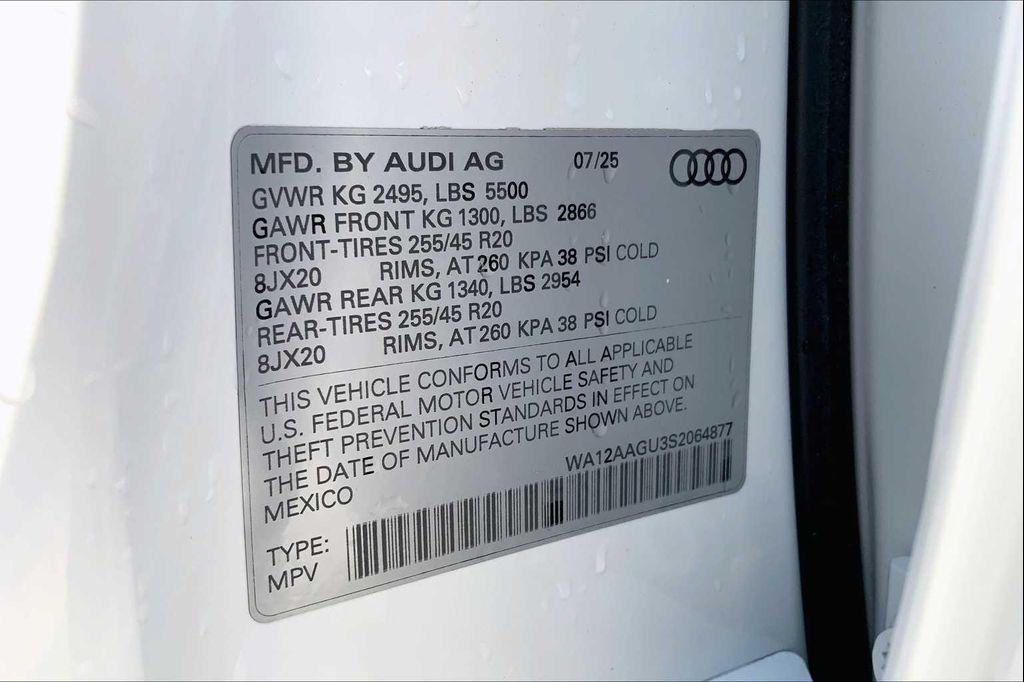 MFD. BY AUDI AG 07/25
GVWR KG 2495, LBS 5500
GAWR FRONT KG 1300, LBS 2866
FRONT-TIRES 255/45 R20
8JX20 RIMS, AT 260 KPA 38 PSI COLD
GAWR REAR KG 1340, LBS 2954
REAR-TIRES 255/45 R20
8JX20 RIMS, AT 260 KPA 38 PSI COLD
THIS VEHICLE CONFORMS TO ALL APPLICABLE
U.S. FEDERAL MOTOR VEHICLE SAFETY AND
THEFT PREVENTION STANDARDS IN EFFECT ON
THE DATE OF MANUFACTURE SHOWN ABOVE.
MEXICO WA12AAGU3S2064877
TYPE:
MPV